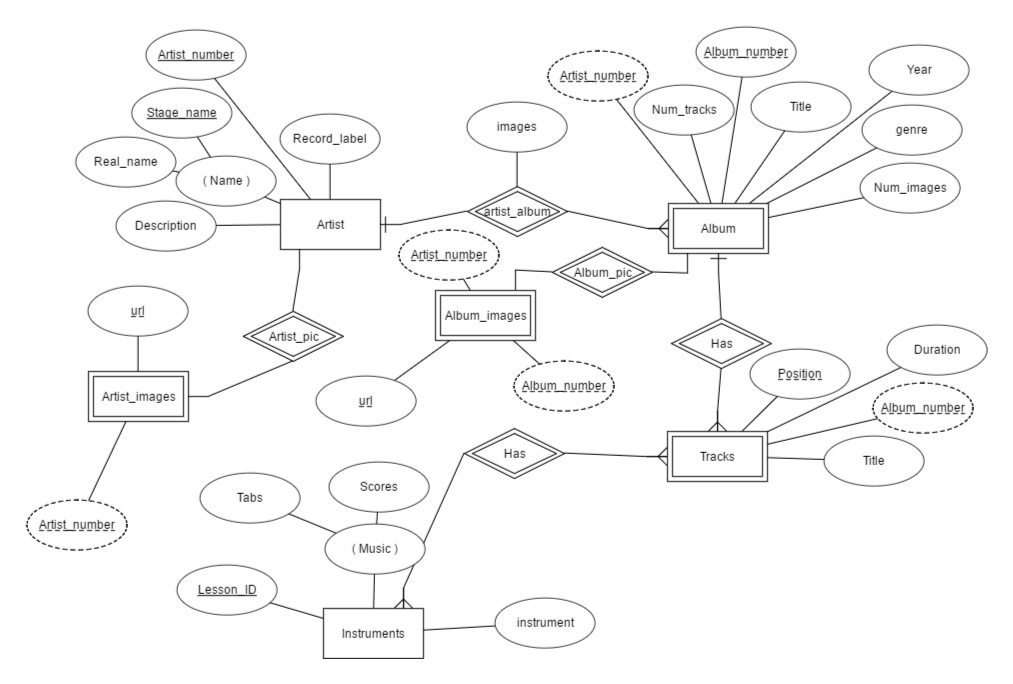 Artist_number
Album_number
Year
Artist_number
Stage_name
Num_tracks
Title
images
genre
Record_label
Real_name
( Name )
Num_images
Description
Artist
artist_album
Album
Artist_number
Album_pic
url
Album_images
Artist_pic
Has
Duration
Position
Artist_images
url
Album_number
Album_number
Has
Tracks
Title
Scores
Tabs
Artist_number
( Music )
Lesson_ID
instrument
Instruments